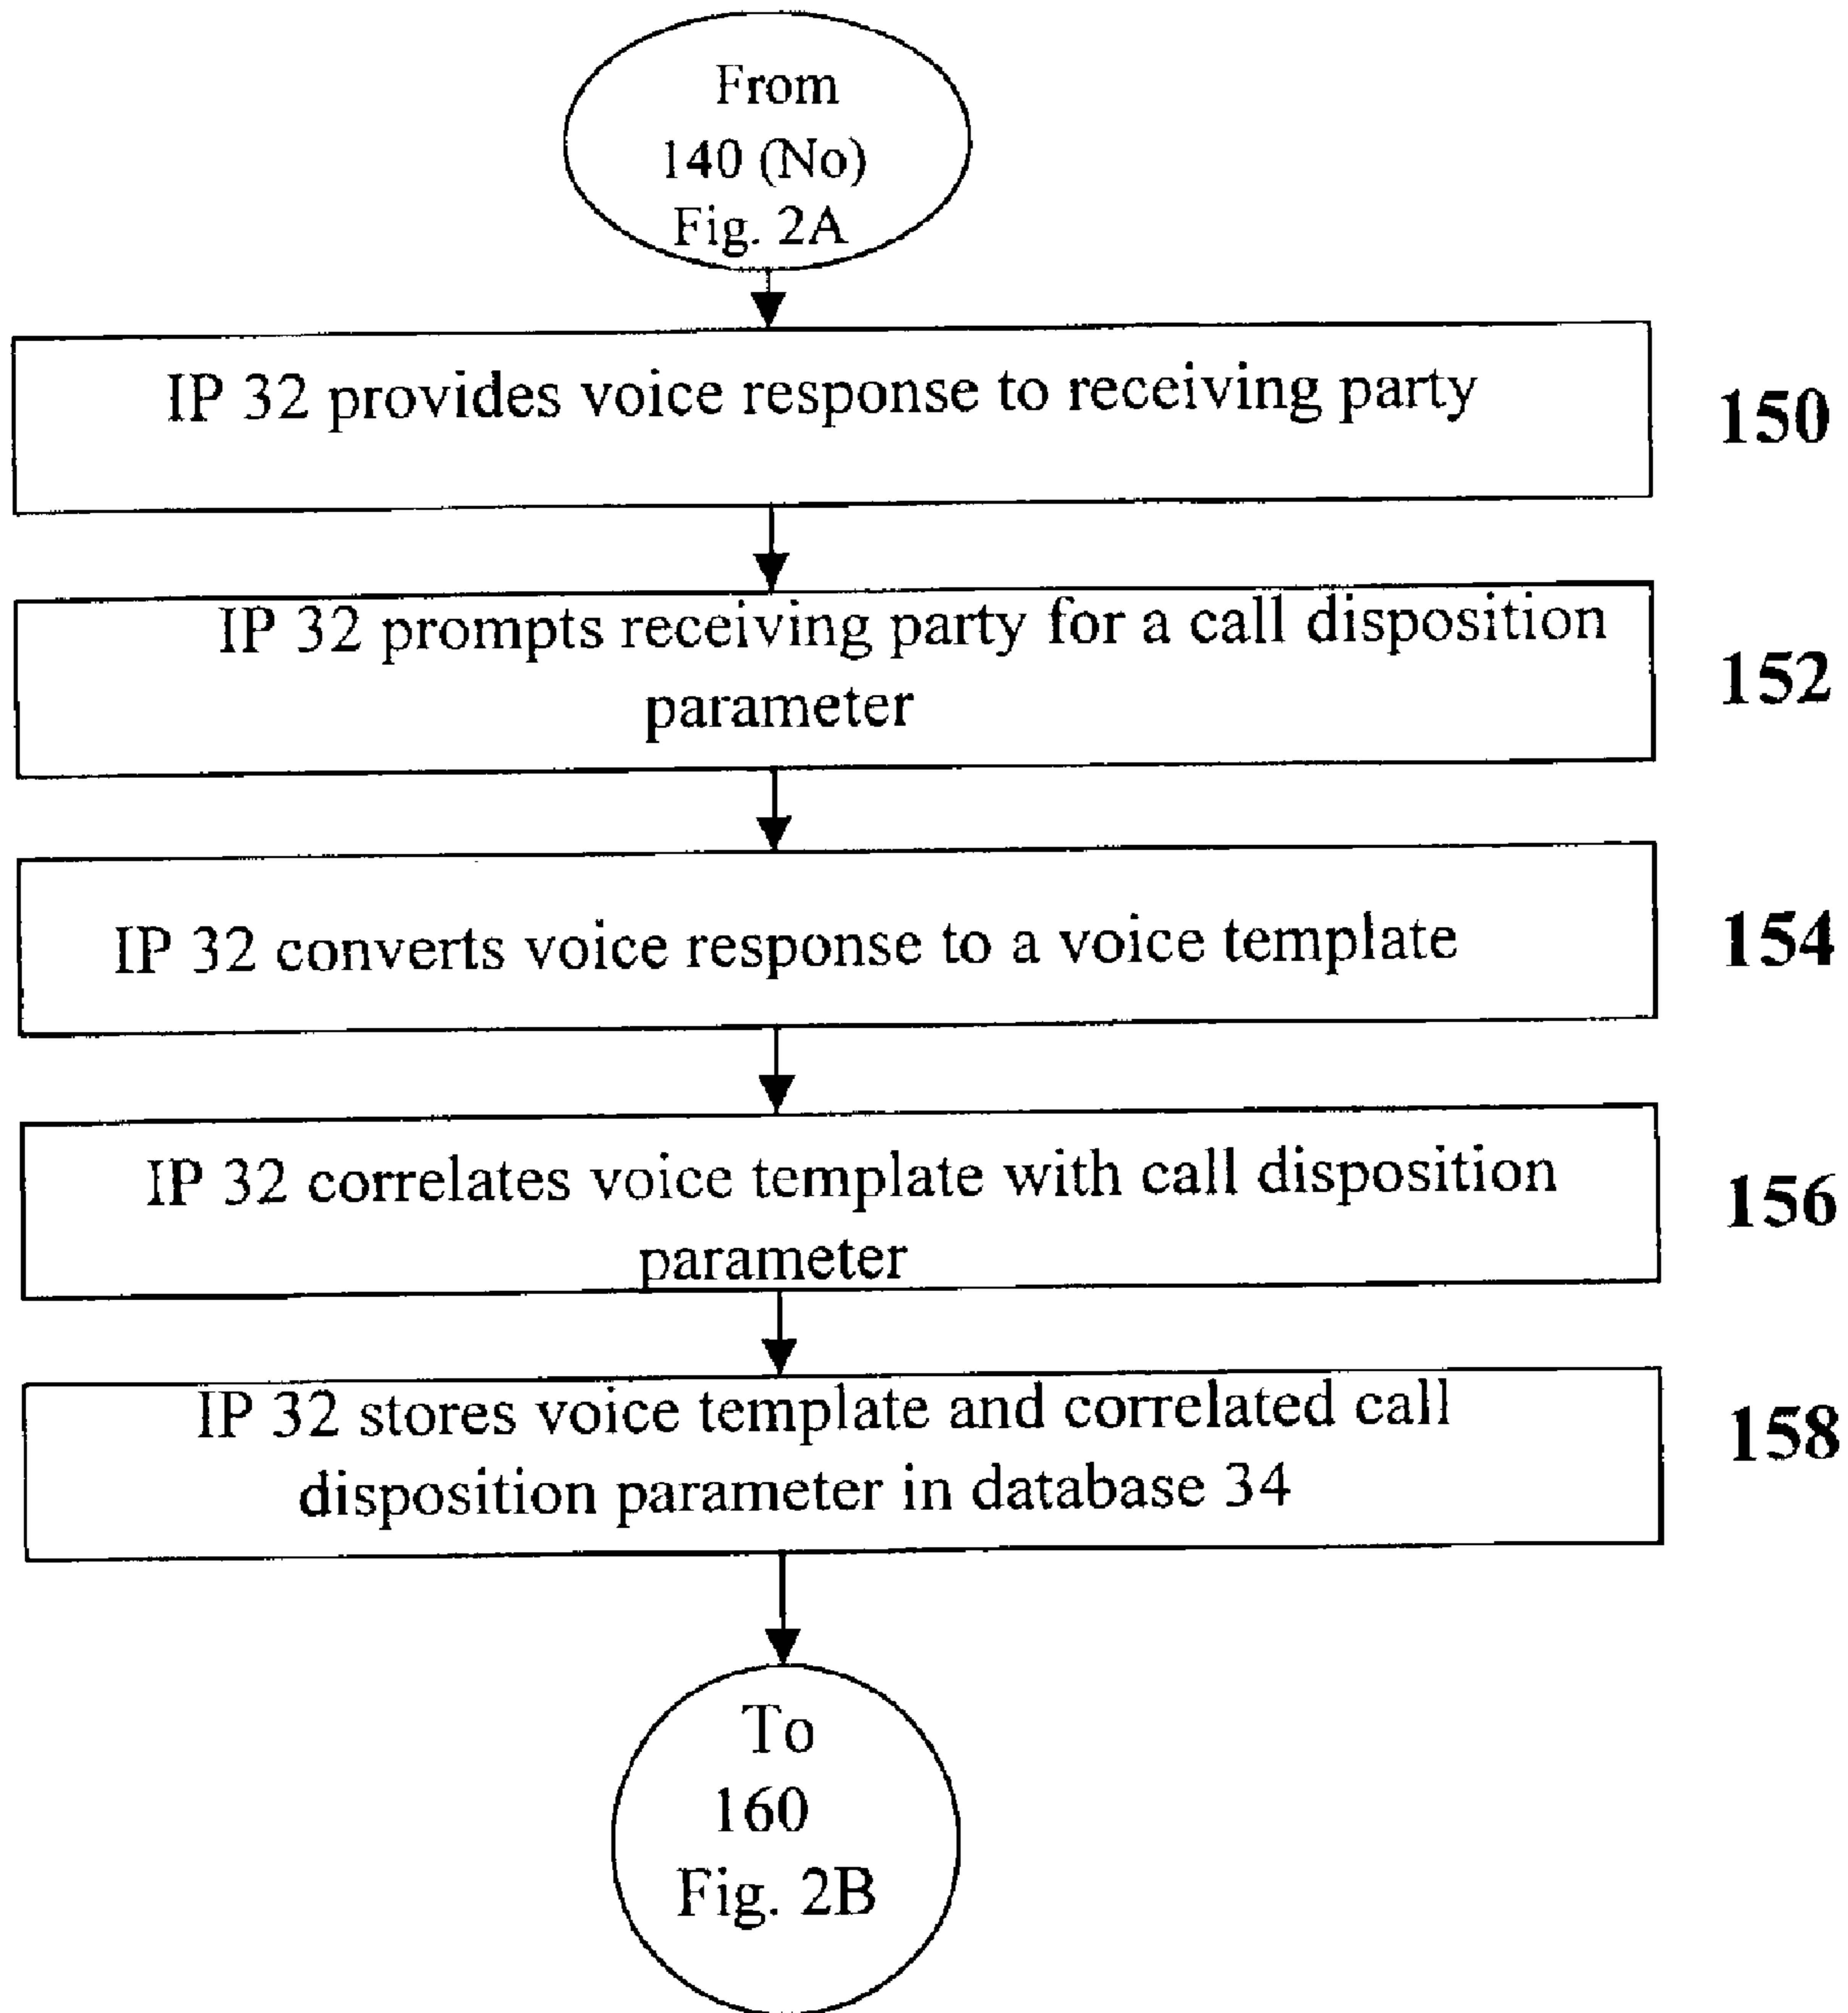 From
140 (No)
Fig. 2A
IP 32 provides voice response to receiving party
150
IP 32 prompts receiving party for a call disposition
parameter
152
IP 32 converts voice response to a voice template
154
IP 32 correlates voice template with call disposition
parameter
156
IP 32 stores voice template and correlated call
disposition parameter in database 34
158
To
160
Fig. 2B